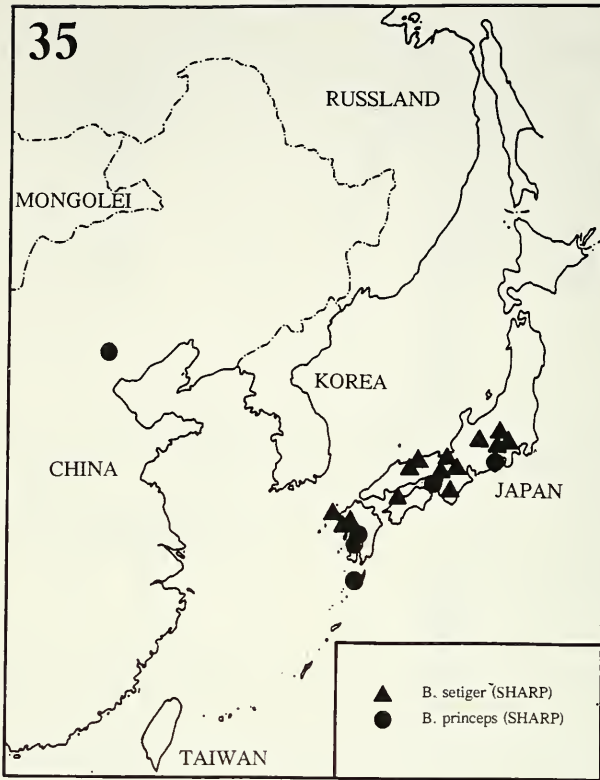 35
RUSSLAND
MONGOLEI
KOREA
CHINA
JAPAN
B. setiger (SHARP)
B. princeps (SHARP)
TAIWAN